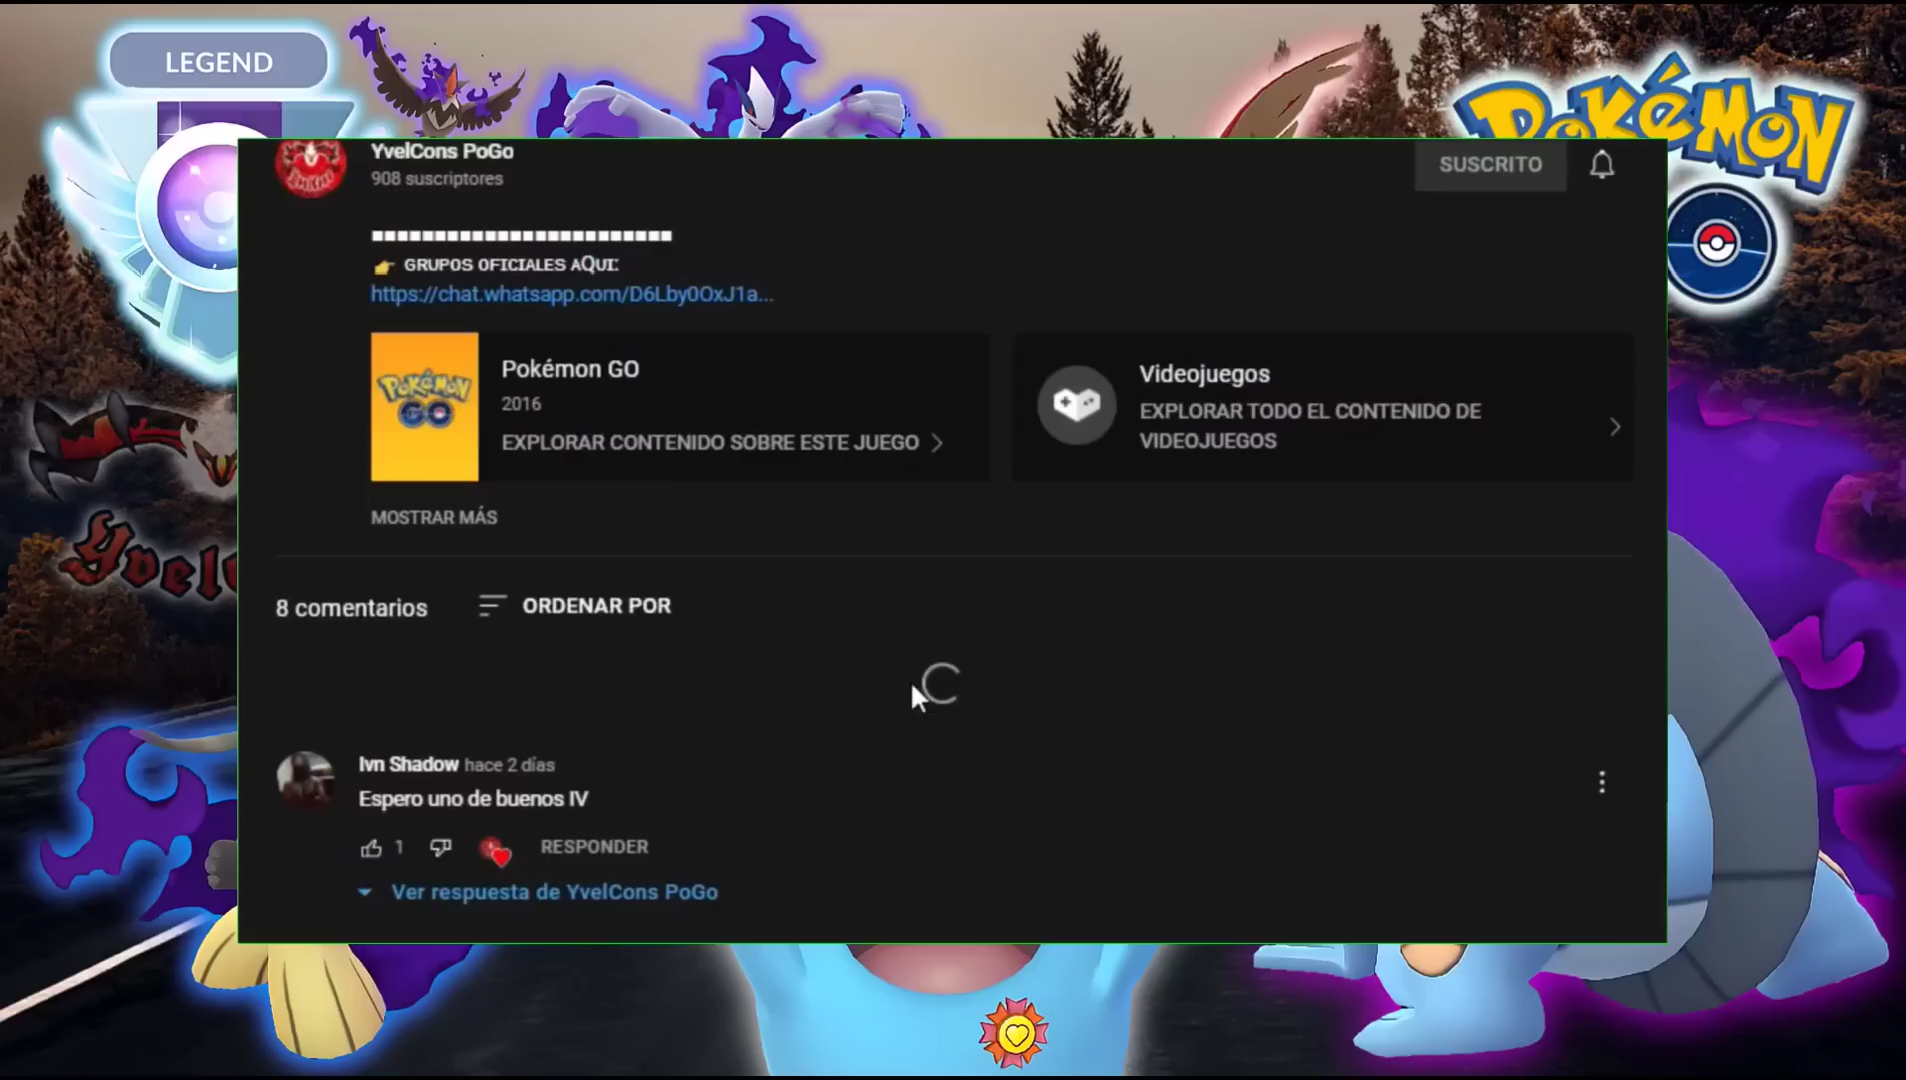 LEGEND
POKéMON
YvelCons PoGo
908 suscriptores
SUSCRITO
■■■■■■■■■■■■■■■■■■■■■■■■
👉 GRUPOS OFICIALES AQUI:
https://chat.whatsapp.com/D6Lby0OxJ1a...
POKéMON
GO
Pokémon GO
2016
EXPLORAR CONTENIDO SOBRE ESTE JUEGO
Videojuegos
EXPLORAR TODO EL CONTENIDO DE
VIDEOJUEGOS
MOSTRAR MÁS
Yvel
8 comentarios
ORDENAR POR
Ivn Shadow hace 2 días
Espero uno de buenos IV
1
RESPONDER
Ver respuesta de YvelCons PoGo